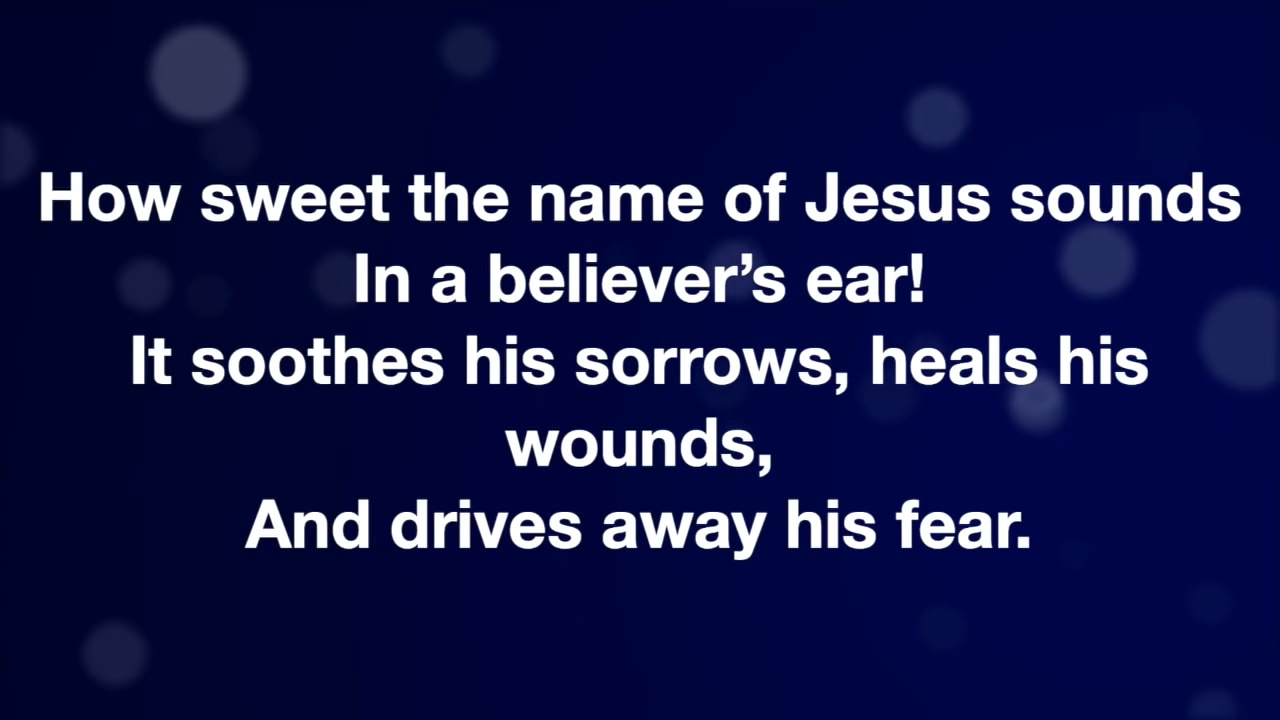 How sweet the name of Jesus sounds
In a believer’s ear!
It soothes his sorrows, heals his
wounds,
And drives away his fear.